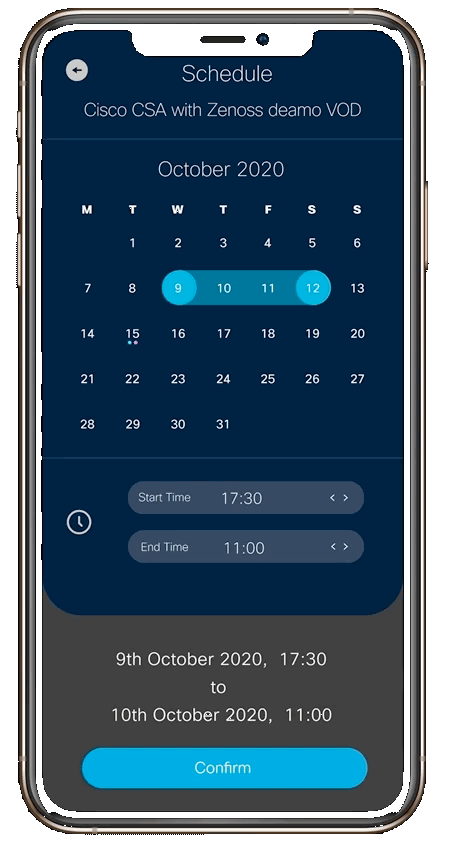 Schedule
Cisco CSA with Zenoss deamo VOD
October 2020
M T W T F S S
1 2 3 4 5 6
7 8 9 10 11 12 13
14 15 16 17 18 19 20
21 22 23 24 25 26 27
28 29 30 31
Start Time 17:30 < >
End Time 11:00 < >
9th October 2020, 17:30
to
10th October 2020, 11:00
Confirm